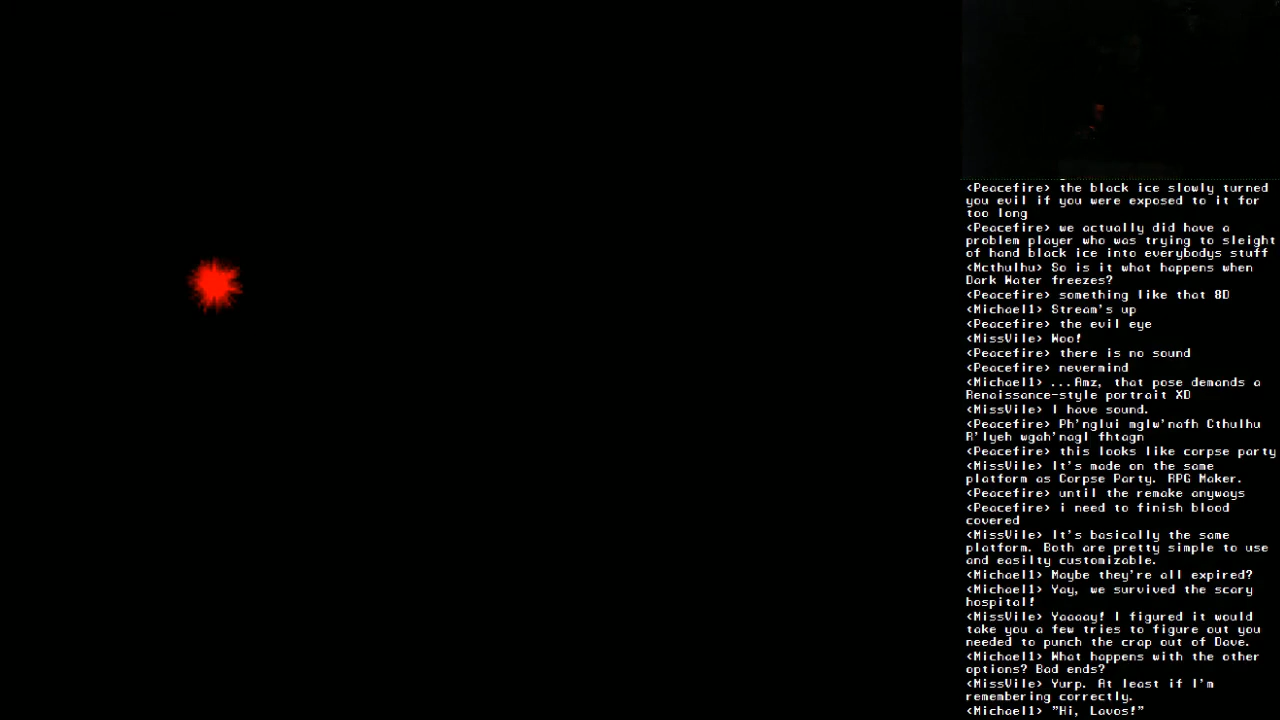 <Peacefire> the black ice slowly turned
you evil if you were exposed to it for
too long
<Peacefire> we actually did have a
problem player who was trying to sleight
of hand black ice into everybodys stuff
<Mcthulhu> So is it what happens when
Dark Water freezes?
<Peacefire> something like that 8D
<Michael1> Stream's up
<Peacefire> the evil eye
<MissVile> Woo!
<Peacefire> there is no sound
<Peacefire> nevermind
<Michael1> ...Amz, that pose demands a
Renaissance-style portrait XD
<MissVile> I have sound.
<Peacefire> Ph'nglui mglw'nafh Cthulhu
R'lyeh wgah'nagl fhtagn
<Peacefire> this looks like corpse party
<MissVile> It's made on the same
platform as Corpse Party. RPG Maker.
<Peacefire> until the remake anyways
<Peacefire> i need to finish blood
covered
<MissVile> It's basically the same
platform. Both are pretty simple to use
and easilty customizable.
<Michael1> Maybe they're all expired?
<Michael1> Yay, we survived the scary
hospital!
<MissVile> Yaaaay! I figured it would
take you a few tries to figure out you
needed to punch the crap out of Dave.
<Michael1> What happens with the other
options? Bad ends?
<MissVile> Yurp. At least if I'm
remembering correctly.
<Michael1> "Hi, Lavos!"